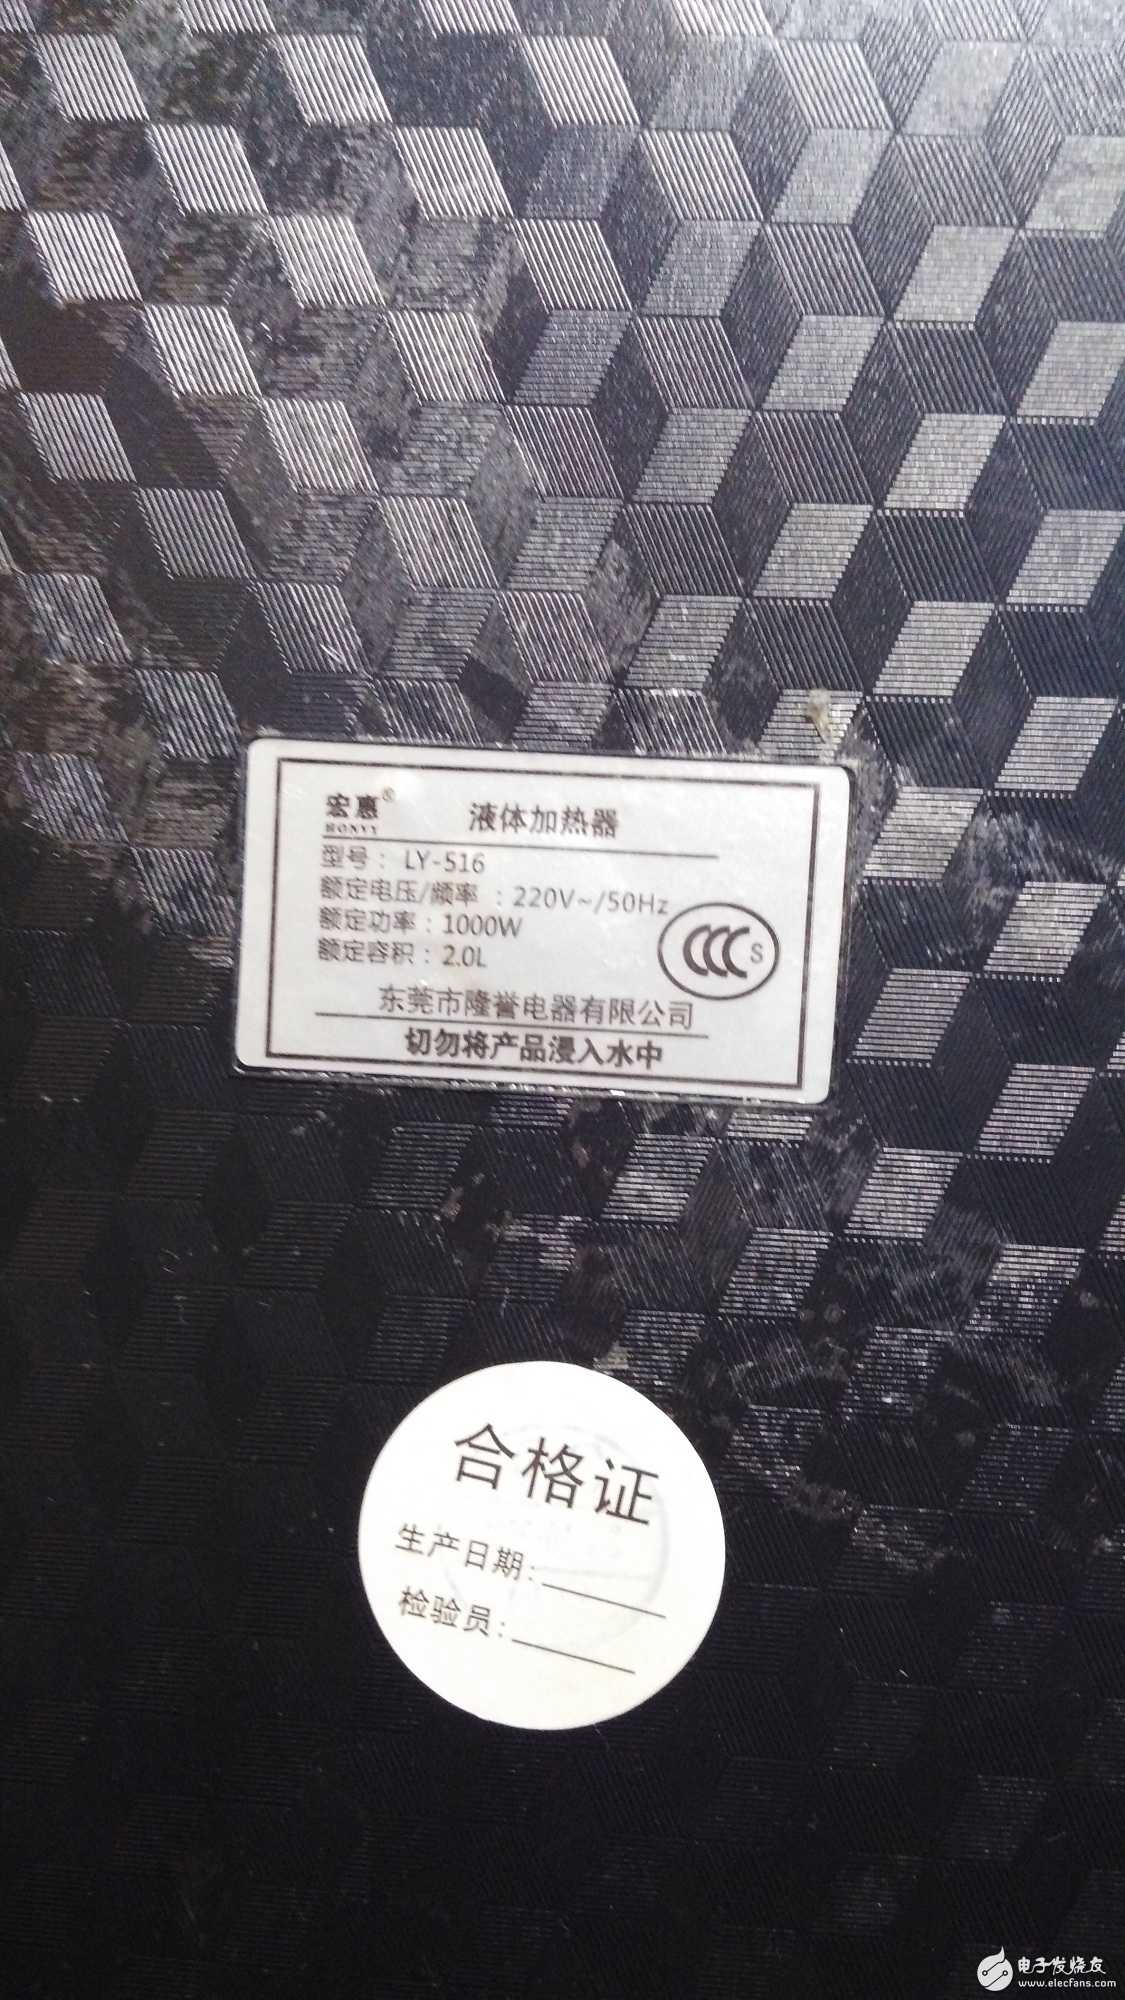 宏惠® 液体加热器
HONYI
型号： LY-516
额定电压/频率 ：220V~/50Hz
额定功率：1000W
额定容积：2.0L
CCC S
东莞市隆誉电器有限公司
切勿将产品浸入水中
合格证
生产日期:
检验员:
电子发烧友
www.elecfans.com